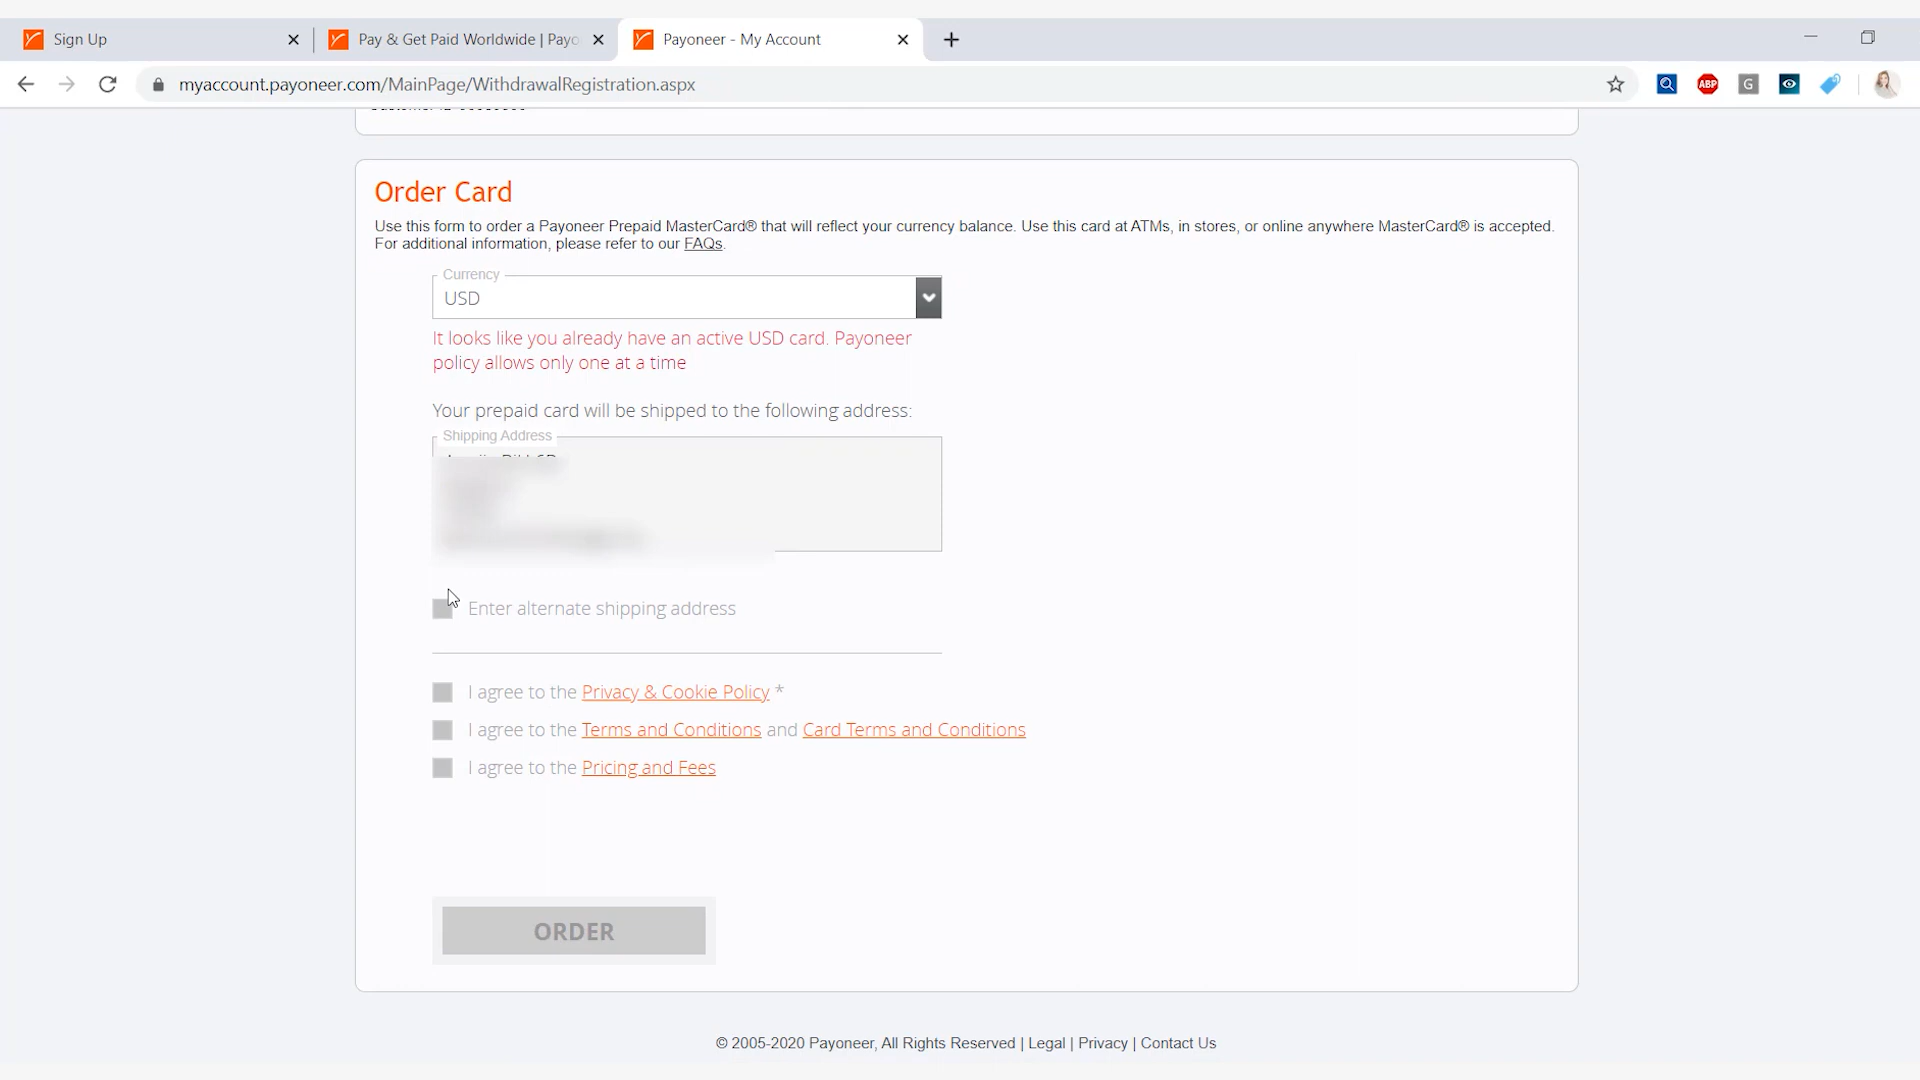 Sign Up
Pay & Get Paid Worldwide | Payo
Payoneer - My Account
myaccount.payoneer.com/MainPage/WithdrawalRegistration.aspx
ABP
G
Order Card
Use this form to order a Payoneer Prepaid MasterCard® that will reflect your currency balance. Use this card at ATMs, in stores, or online anywhere MasterCard® is accepted.
For additional information, please refer to our FAQs.
Currency
USD
It looks like you already have an active USD card. Payoneer
policy allows only one at a time
Your prepaid card will be shipped to the following address:
Shipping Address
Enter alternate shipping address
I agree to the Privacy & Cookie Policy *
I agree to the Terms and Conditions and Card Terms and Conditions
I agree to the Pricing and Fees
ORDER
© 2005-2020 Payoneer, All Rights Reserved | Legal | Privacy | Contact Us